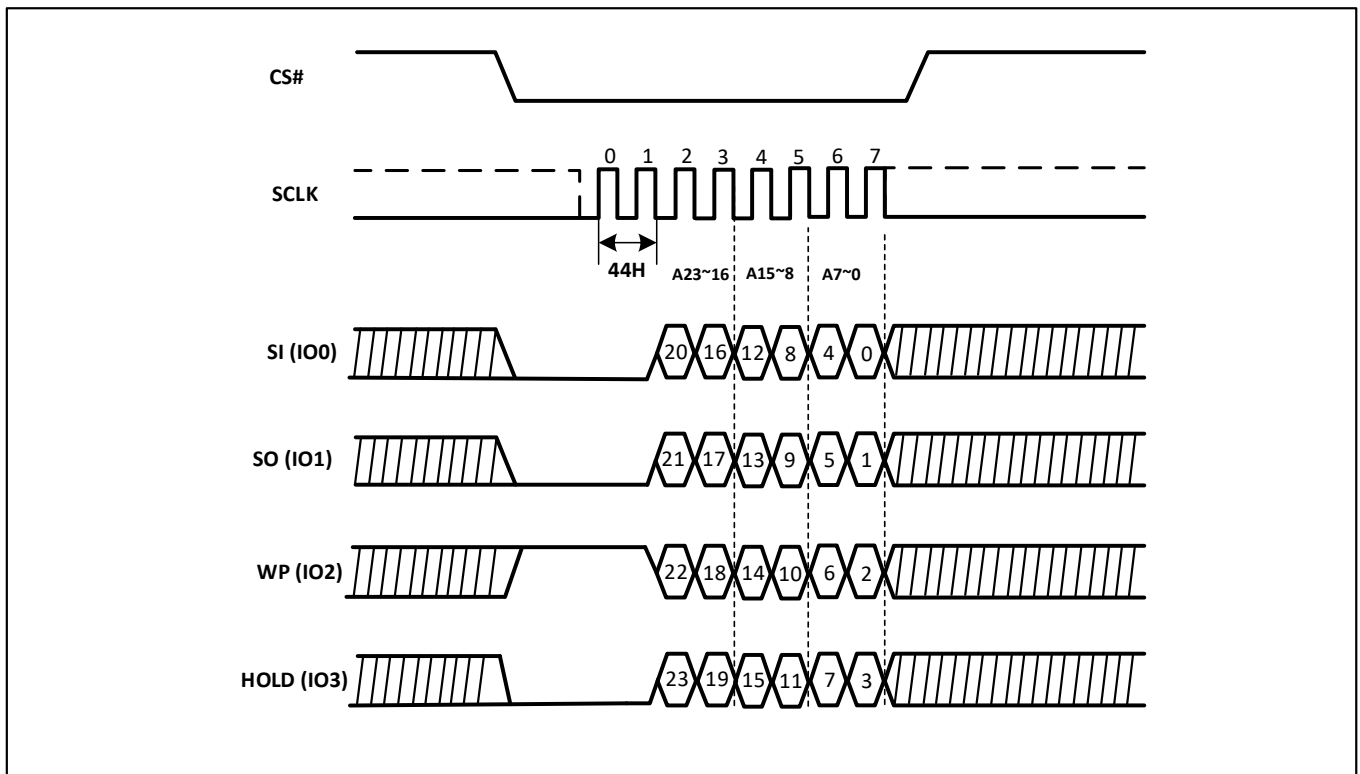 CS#
0 1 2 3 4 5 6 7
SCLK
44H A23~16 A15~8 A7~0
SI (IO0) 20 16 12 8 4 0
SO (IO1) 21 17 13 9 5 1
WP (IO2) 22 18 14 10 6 2
HOLD (IO3) 23 19 15 11 7 3